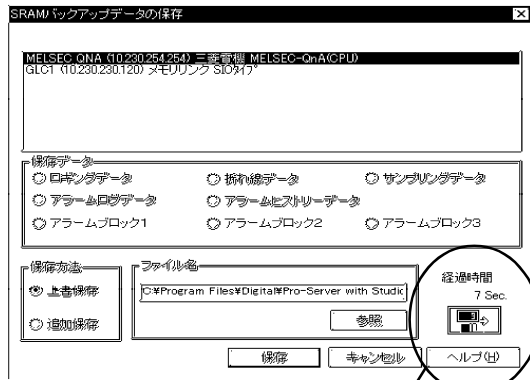 SRAMバックアップデータの保存
MELSEC QNA (10.230.254.254) 三菱電機 MELSEC-QnA(CPU)
GLC1 (10.230.230.120) メモリリンク SIOタイプ
保存データ
ロギングデータ 折れ線データ サンプリングデータ
アラームログデータ アラームヒストリーデータ
アラームブロック1 アラームブロック2 アラームブロック3
保存方法
上書保存
追加保存
ファイル名
C:¥Program Files¥Digital¥Pro-Server with Studio
参照
経過時間
7 Sec.
保存 キャンセル ヘルプ(H)